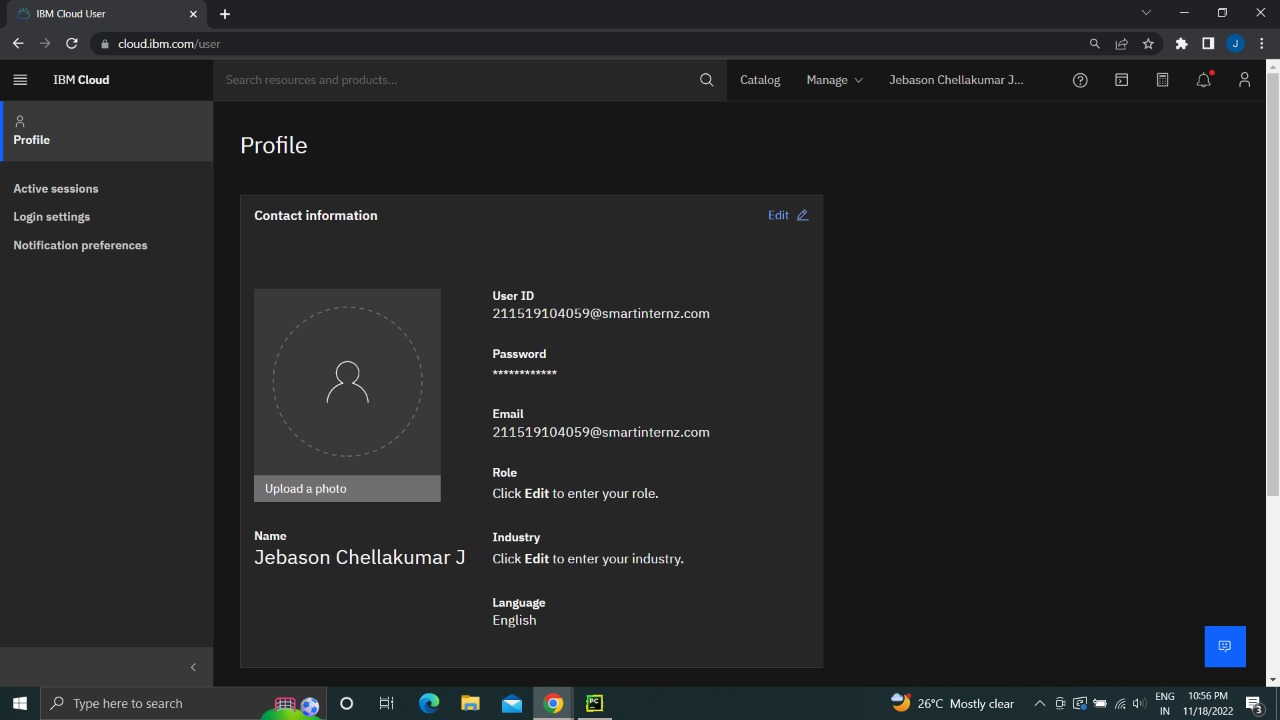 IBM Cloud User
cloud.ibm.com/user
J
IBM Cloud
Search resources and products...
Catalog
Manage
Jebason Chellakumar J...
Profile
Active sessions
Login settings
Notification preferences
Profile
Contact information
Edit
Upload a photo
Name
Jebason Chellakumar J
User ID
211519104059@smartinternz.com
Password
************
Email
211519104059@smartinternz.com
Role
Click Edit to enter your role.
Industry
Click Edit to enter your industry.
Language
English
Type here to search
PC
26°C Mostly clear
ENG
IN
10:56 PM
11/18/2022
3